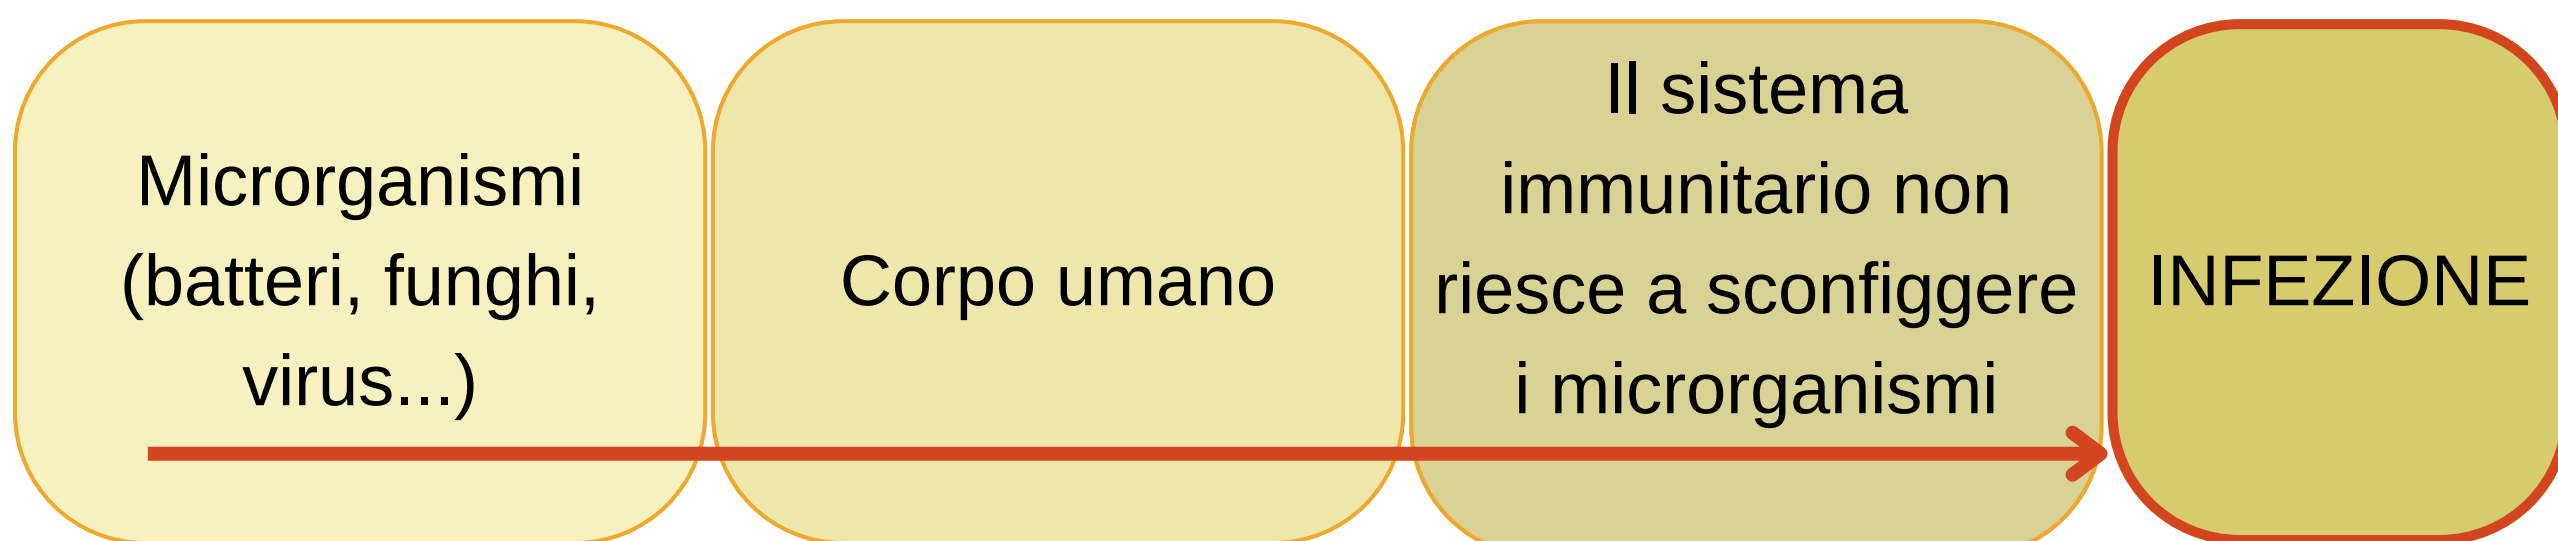 Microrganismi
(batteri, funghi,
virus...)
Corpo umano
Il sistema
immunitario non
riesce a sconfiggere
i microrganismi
INFEZIONE